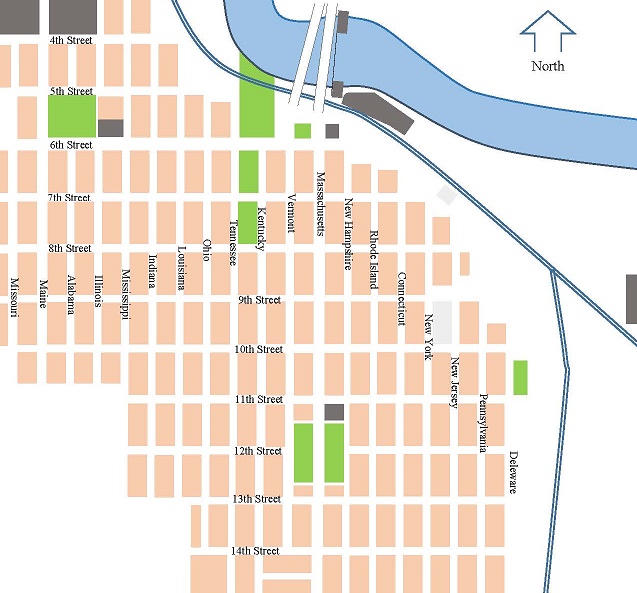 4th Street
North
5th Street
6th Street
7th Street
8th Street
Missouri
Maine
Alabama
Illinois
Mississippi
Indiana
Louisiana
Ohio
Tennessee
Kentucky
Vermont
Massachusetts
New Hampshire
Rhode Island
Connecticut
New York
New Jersey
Pennsylvania
Deleware
9th Street
10th Street
11th Street
12th Street
13th Street
14th Street